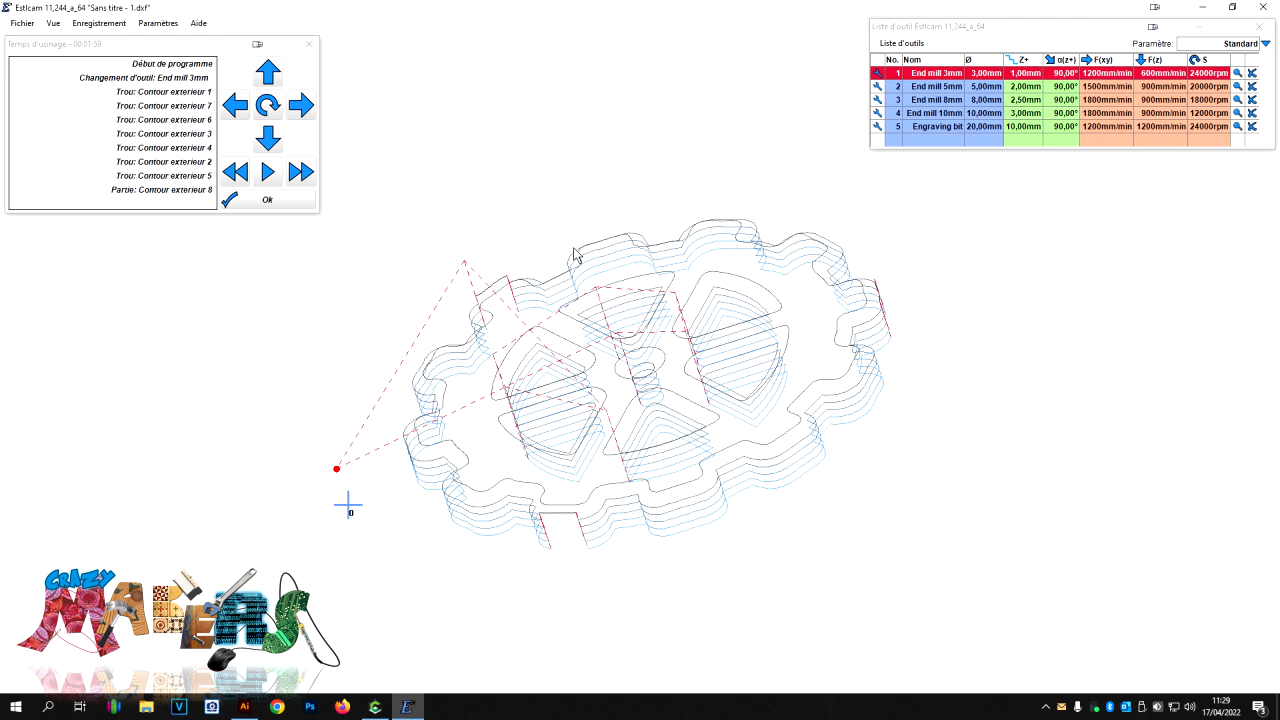 EstIcam 11,244_a_64 "Sans titre - 1.dxf"
Fichier Vue Enregistrement Paramètres Aide
Temps d'usinage ~00:01:59
Début de programme
Changement d'outil: End mill 3mm
Trou: Contour exterieur 1
Trou: Contour exterieur 7
Trou: Contour exterieur 6
Trou: Contour exterieur 3
Trou: Contour exterieur 4
Trou: Contour exterieur 2
Trou: Contour exterieur 5
Partie: Contour exterieur 8
Ok
Liste d'outil EstIcam 11,244_a_64
Liste d'outils Paramètre: Standard
No. Nom Ø Z+ α(z+) F(xy) F(z) S
1 End mill 3mm 3,00mm 1,00mm 90,00° 1200mm/min 600mm/min 24000rpm
2 End mill 5mm 5,00mm 2,00mm 90,00° 1500mm/min 900mm/min 20000rpm
3 End mill 8mm 8,00mm 2,50mm 90,00° 1800mm/min 900mm/min 18000rpm
4 End mill 10mm 10,00mm 3,00mm 90,00° 1800mm/min 900mm/min 12000rpm
5 Engraving bit 20,00mm 10,00mm 90,00° 1200mm/min 1200mm/min 24000rpm
0
CRAZY
MAKERS
11:29
17/04/2022